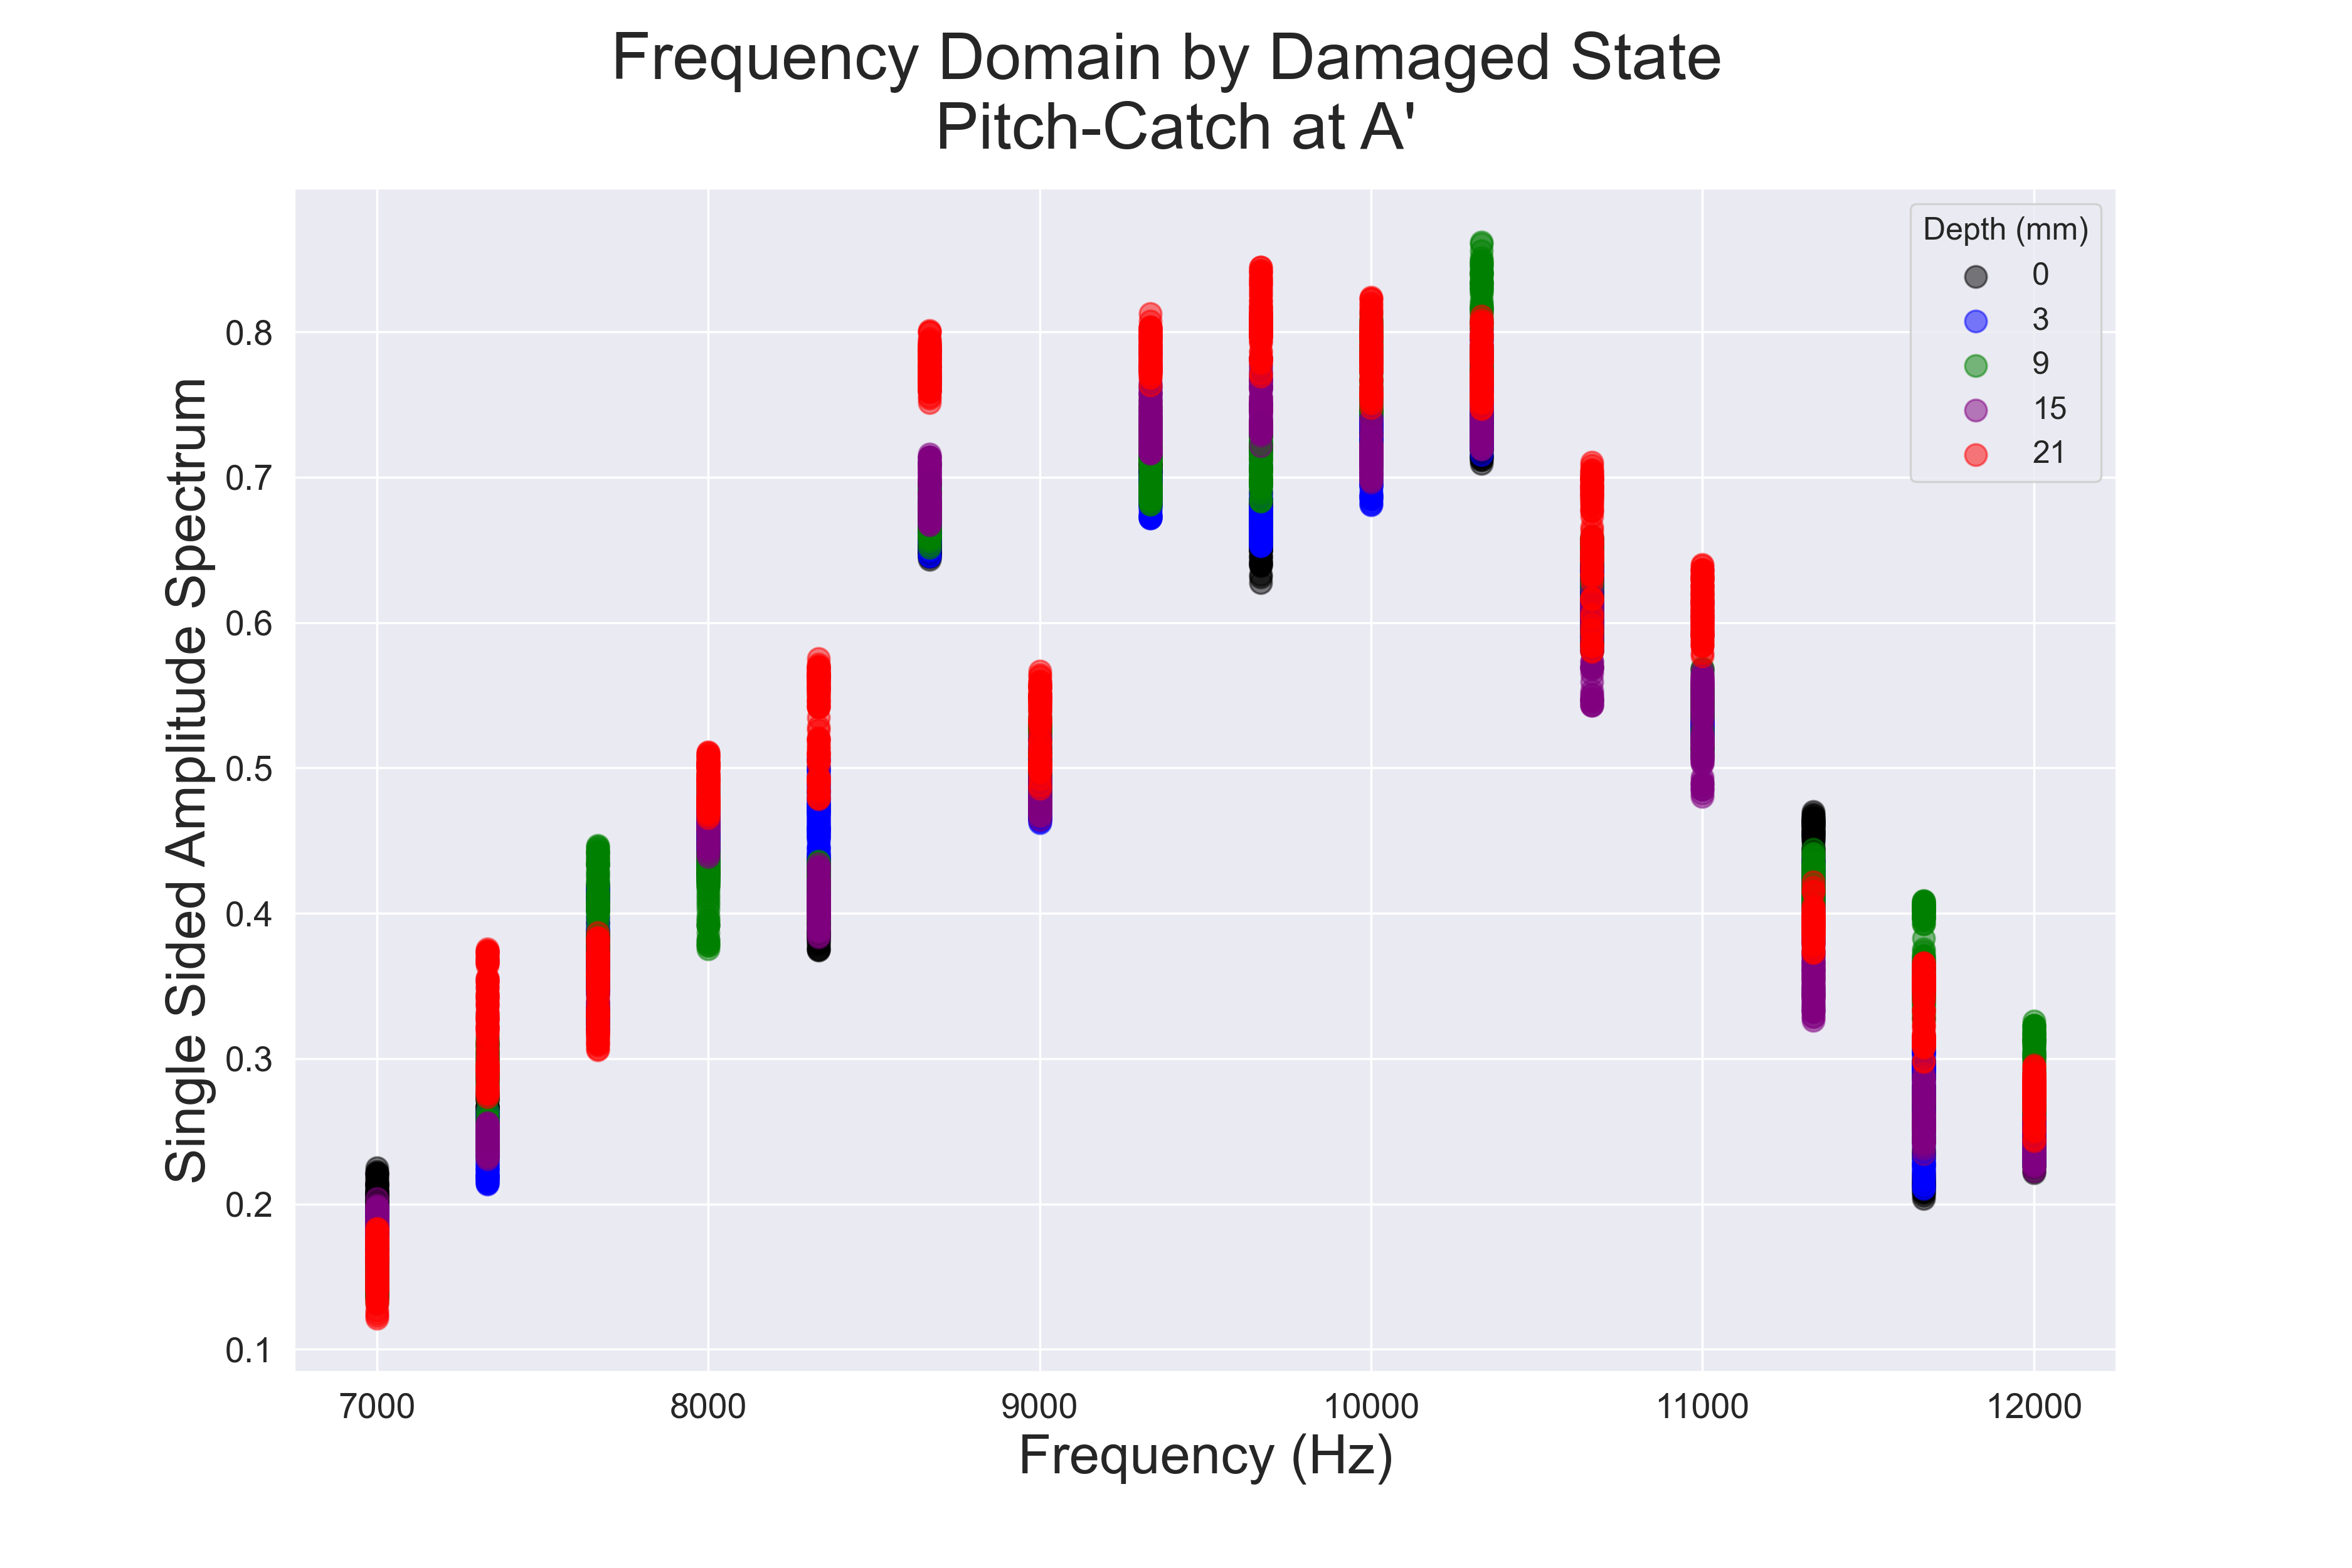 Frequency Domain by Damaged State
Pitch-Catch at A'
Single Sided Amplitude Spectrum
0.8
0.7
0.6
0.5
0.4
0.3
0.2
0.1
Depth (mm)
0
3
9
15
21
7000 8000 9000 10000 11000 12000
Frequency (Hz)